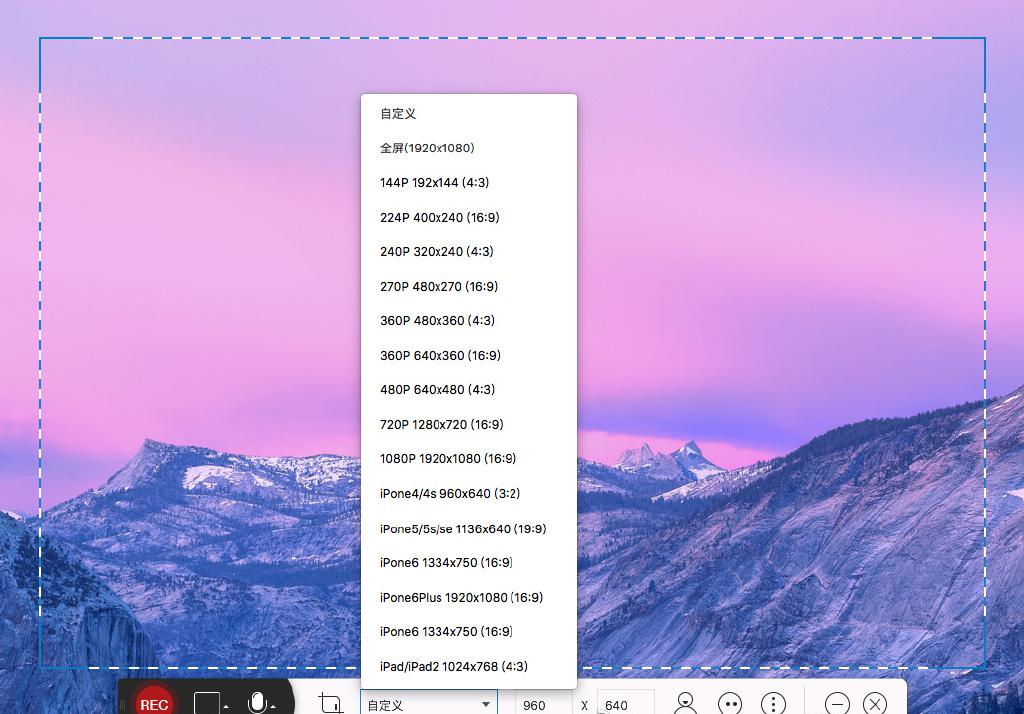 自定义
全屏(1920x1080)
144P 192x144 (4:3)
224P 400x240 (16:9)
240P 320x240 (4:3)
270P 480x270 (16:9)
360P 480x360 (4:3)
360P 640x360 (16:9)
480P 640x480 (4:3)
720P 1280x720 (16:9)
1080P 1920x1080 (16:9)
iPone4/4s 960x640 (3:2)
iPone5/5s/se 1136x640 (19:9)
iPone6 1334x750 (16:9)
iPone6Plus 1920x1080 (16:9)
iPone6 1334x750 (16:9)
iPad/iPad2 1024x768 (4:3)
REC 自定义 960 X 640